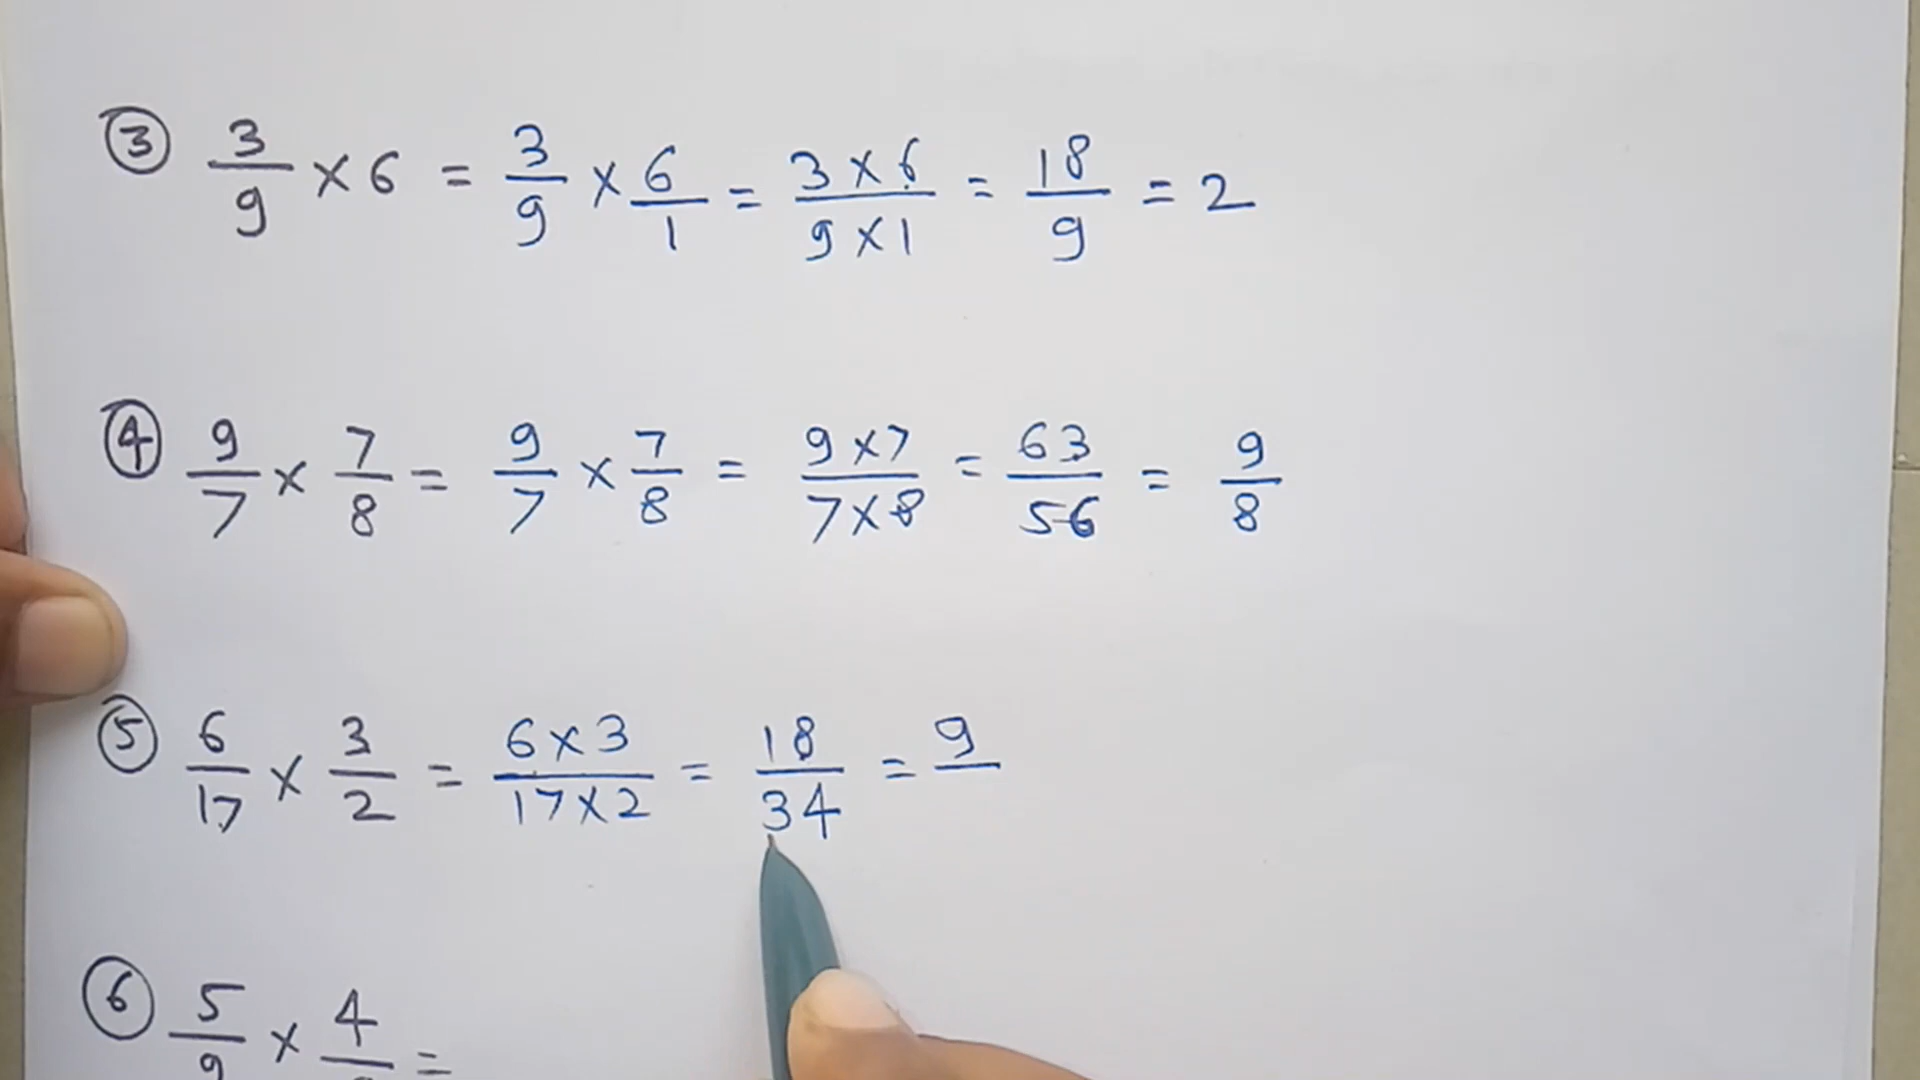 ③ 3/9 × 6 = 3/9 × 6/1 = 3×6/9×1 = 18/9 = 2
④ 9/7 × 7/8 = 9/7 × 7/8 = 9×7/7×8 = 63/56 = 9/8
⑤ 6/17 × 3/2 = 6×3/17×2 = 18/34 = 9/
⑥ 5/9 × 4/ =